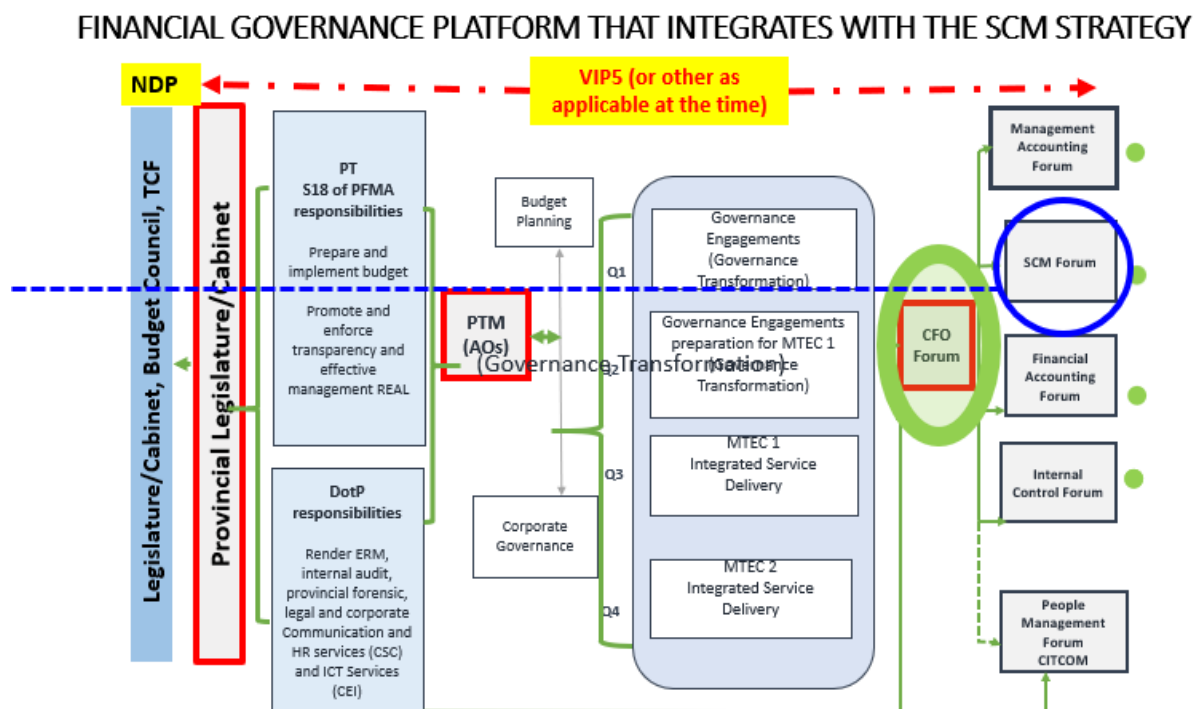 FINANCIAL GOVERNANCE PLATFORM THAT INTEGRATES WITH THE SCM STRATEGY
NDP
VIP5 (or other as
applicable at the time)
Legislature/Cabinet, Budget Council, TCF
Provincial Legislature/Cabinet
PT
S18 of PFMA
responsibilities
Prepare and
implement budget
Promote and
enforce
transparency and
effective
management REAL
DotP
responsibilities
Render ERM,
internal audit,
provincial forensic,
legal and corporate
Communication and
HR services (CSC)
and ICT Services
(CEI)
PTM
(AOs)
(Governance Transformation)
Budget
Planning
Corporate
Governance
Q1
Governance
Engagements
(Governance
Transformation)
Q2
Governance Engagements
preparation for MTEC 1
(Governance
Transformation)
Q3
MTEC 1
Integrated Service
Delivery
Q4
MTEC 2
Integrated Service
Delivery
CFO
Forum
Management
Accounting
Forum
SCM Forum
Financial
Accounting
Forum
Internal
Control Forum
People
Management
Forum
CITCOM